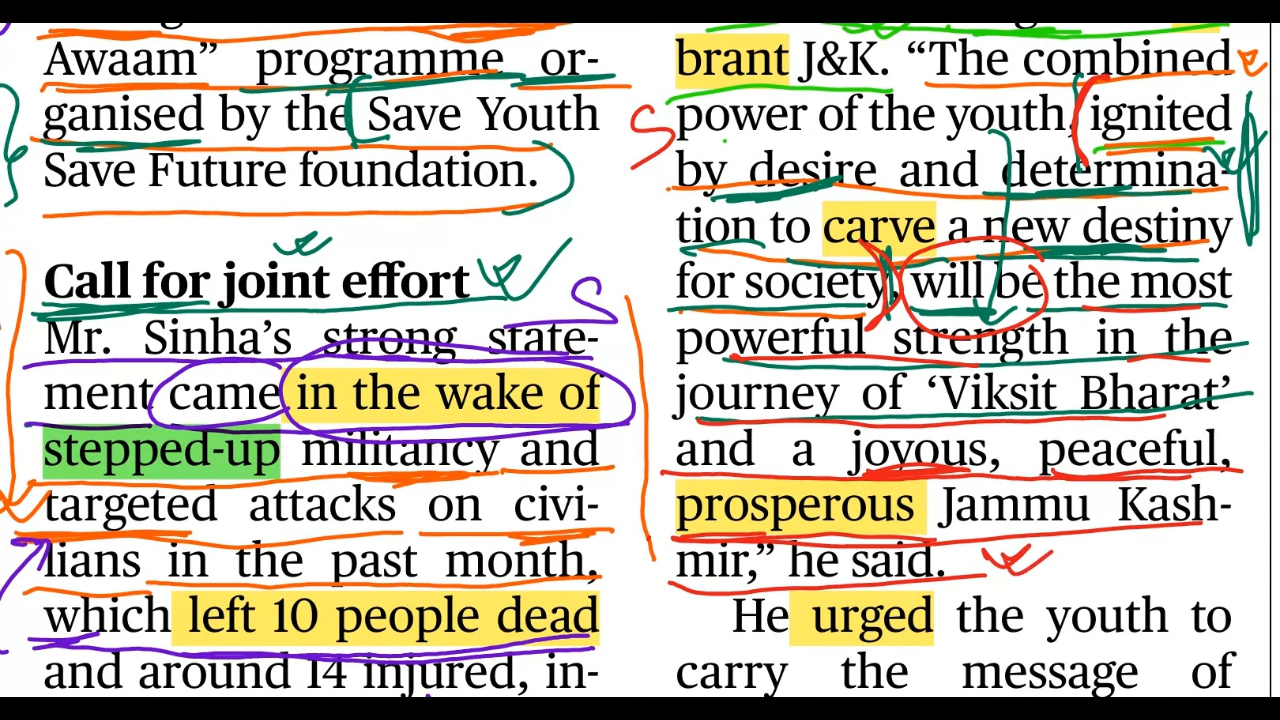 Awaam” programme or-
ganised by the Save Youth
Save Future foundation.
Call for joint effort
Mr. Sinha’s strong state-
ment came in the wake of
stepped-up militancy and
targeted attacks on civi-
lians in the past month,
which left 10 people dead
and around 14 injured, in-
brant J&K. “The combined
power of the youth, ignited
by desire and determina-
tion to carve a new destiny
for society, will be the most
powerful strength in the
journey of ‘Viksit Bharat’
and a joyous, peaceful,
prosperous Jammu Kash-
mir,” he said.
He urged the youth to
carry the message of